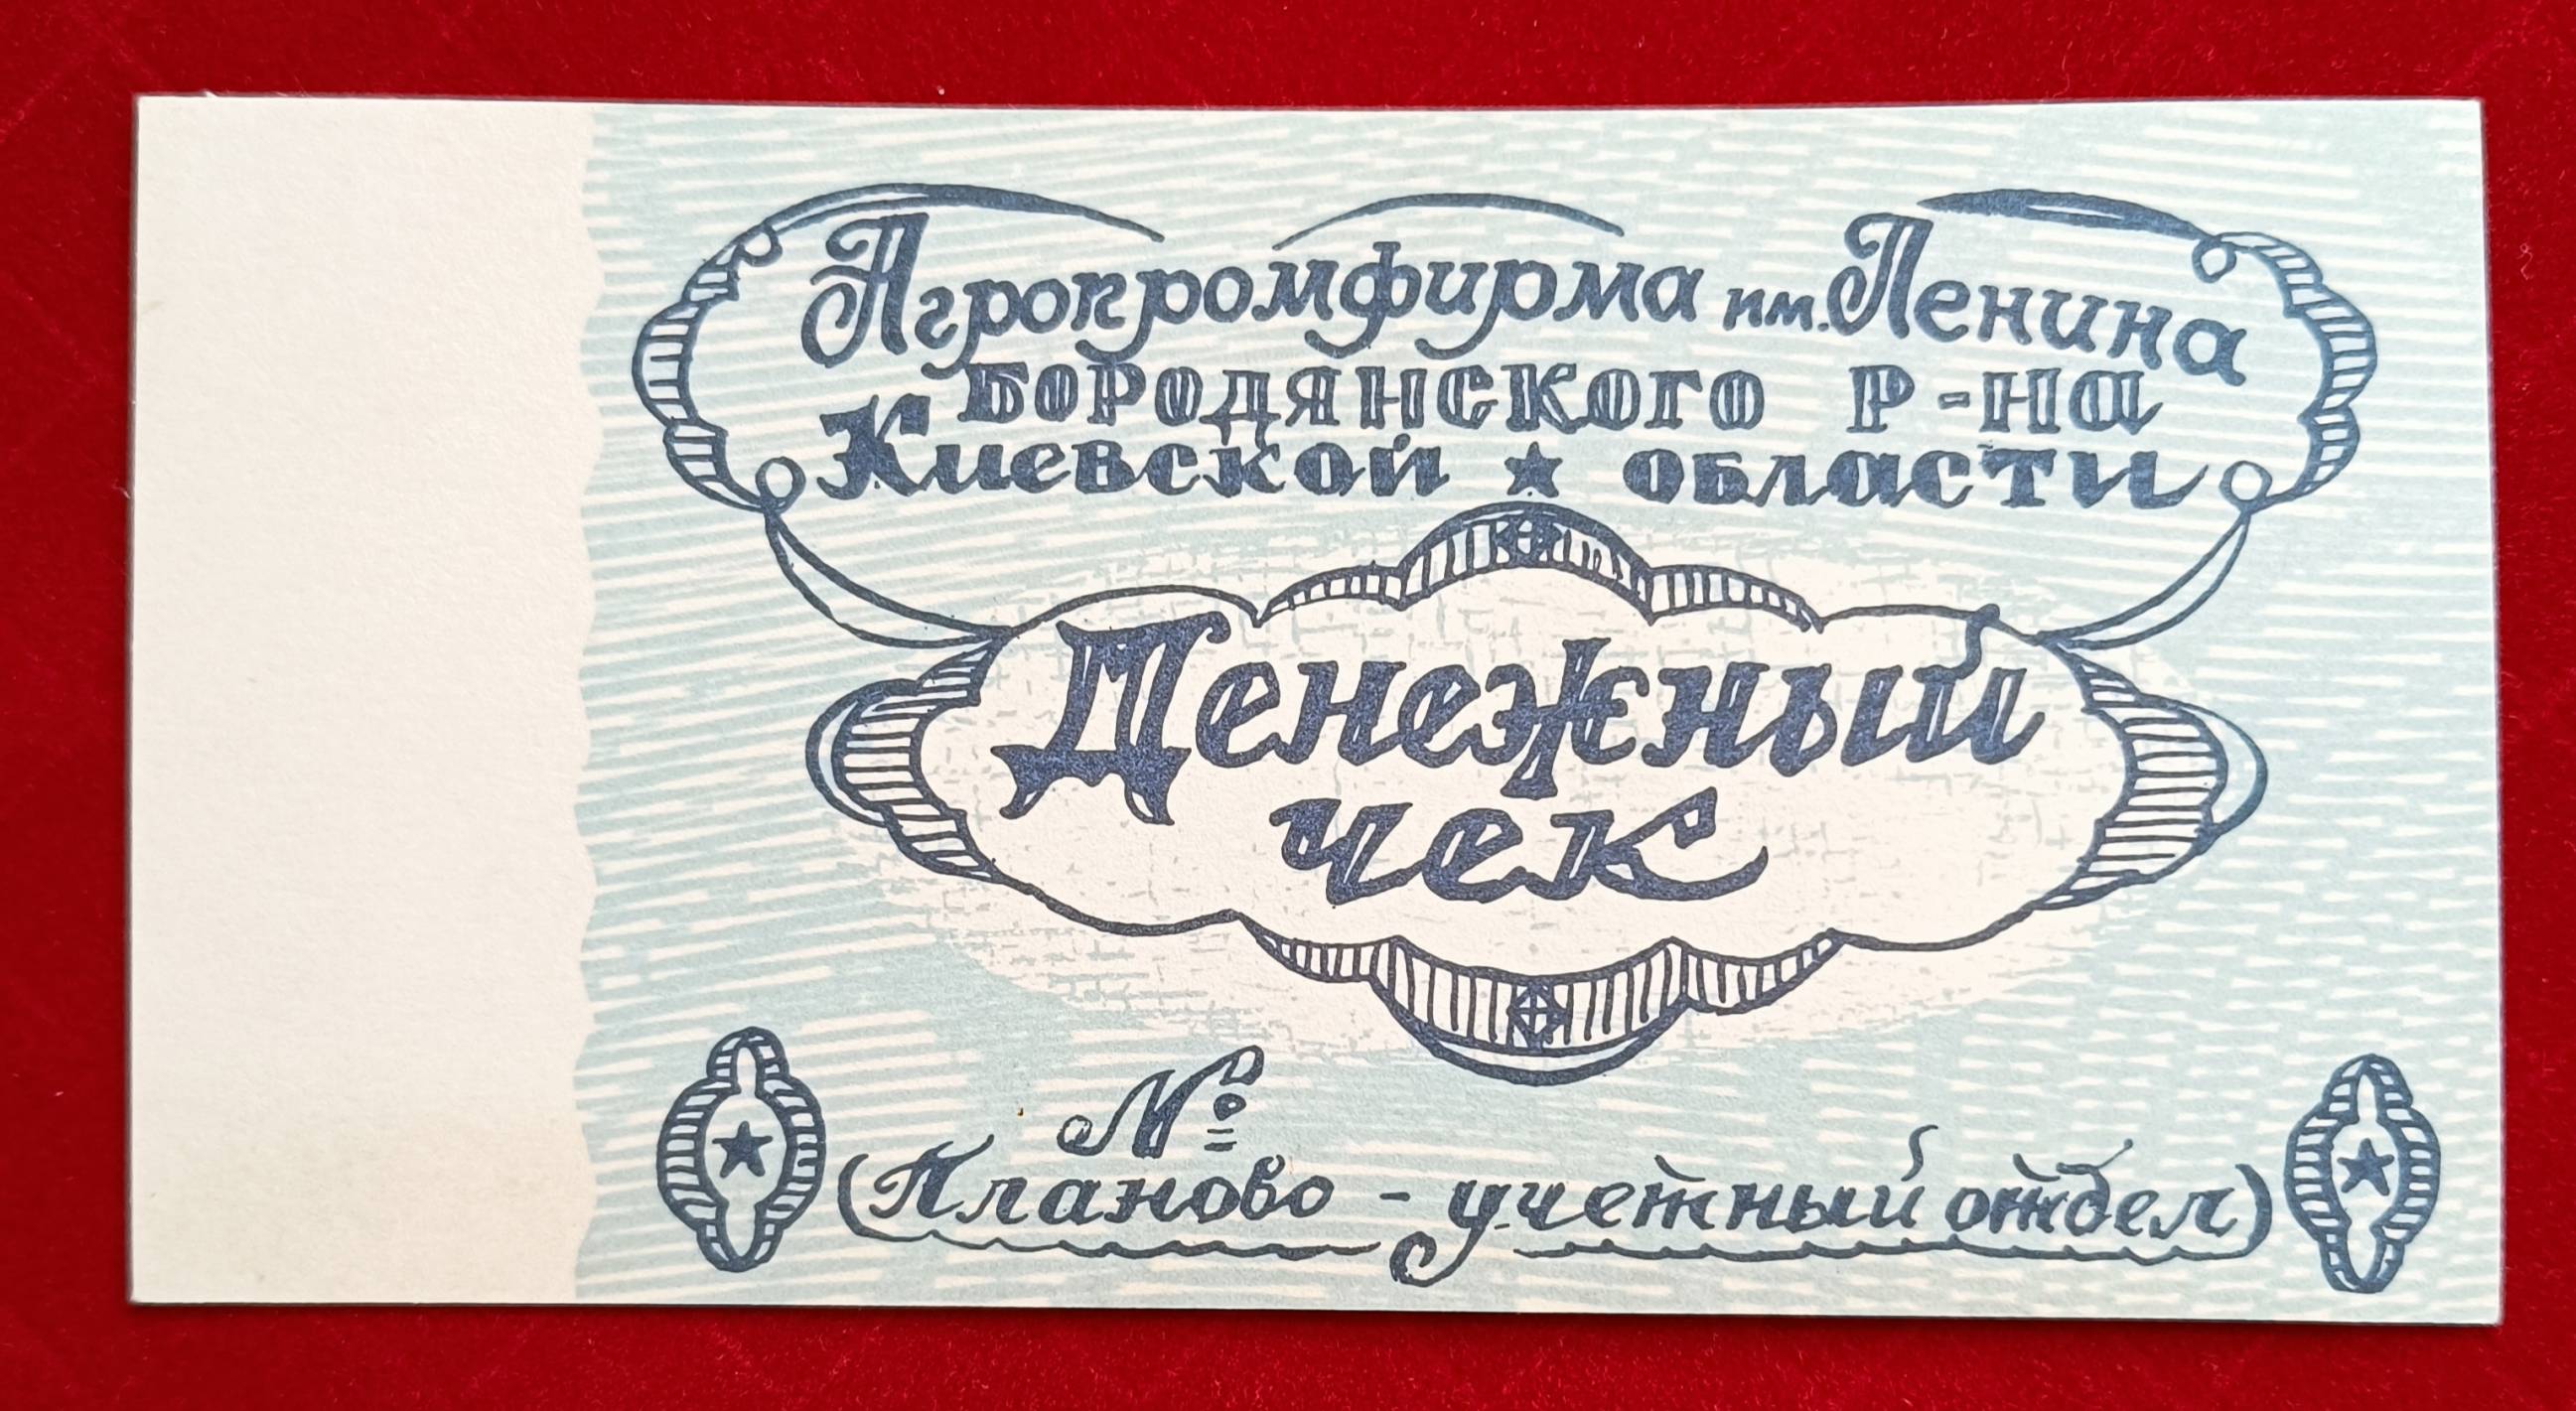 Агропромфирма им. Ленина
БОРОДЯНСКОГО Р-НА
Киевской ★ области
Денежный
чек
№
(Планово - учетный отдел)